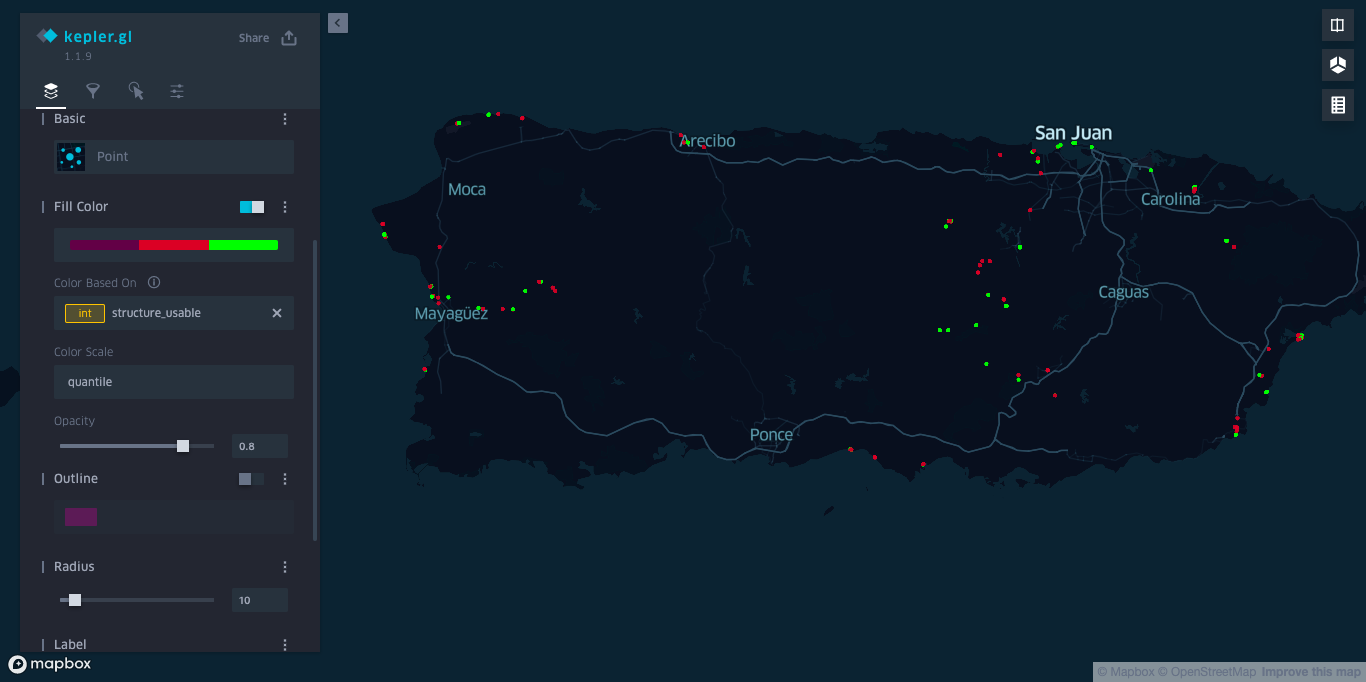 kepler.gl
1.1.9
Share
Basic
Point
Fill Color
Color Based On
int structure_usable
Color Scale
quantile
Opacity
0.8
Outline
Radius
10
Label
mapbox
San Juan
Arecibo
Moca
Carolina
Caguas
Mayagüez
Ponce
© Mapbox © OpenStreetMap Improve this map